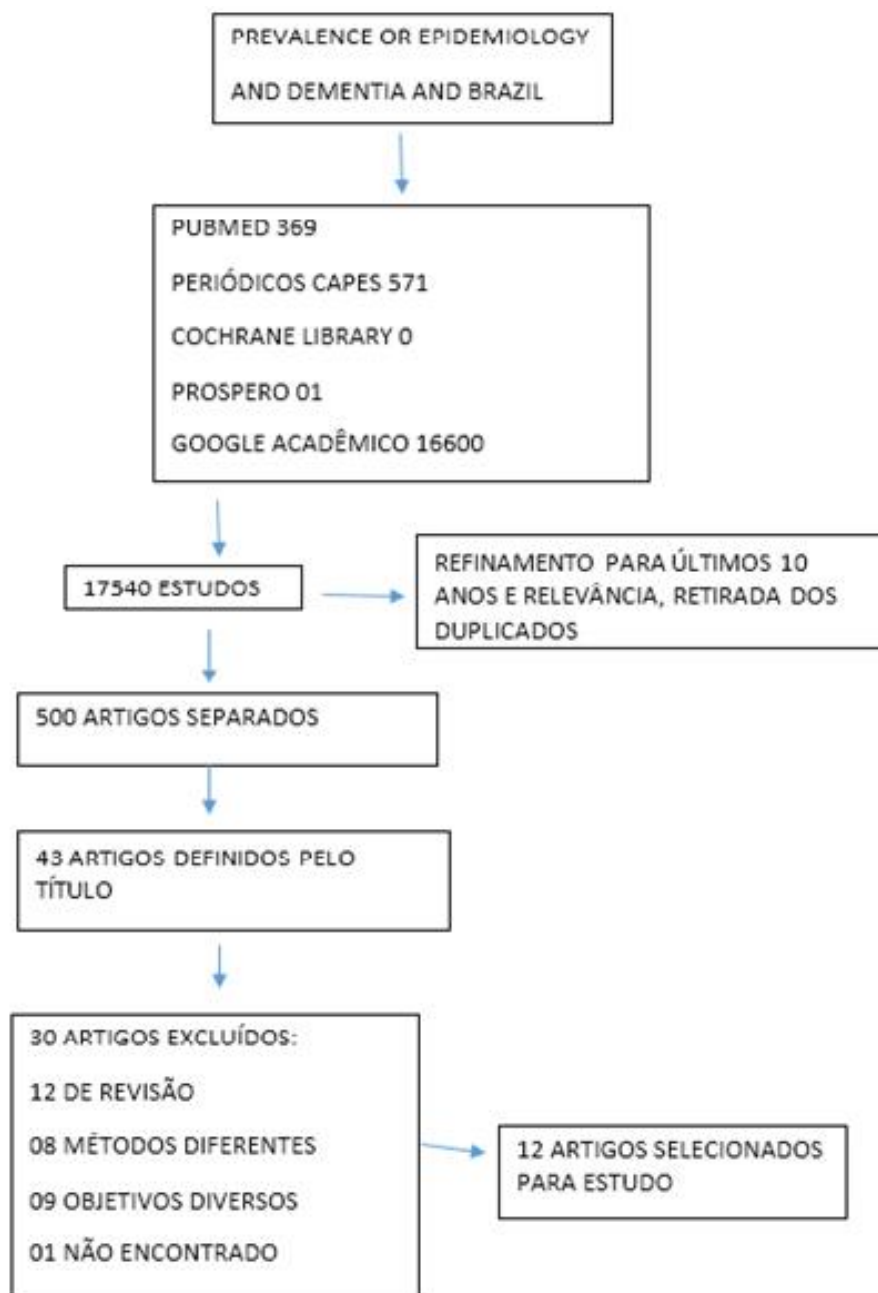 PREVALENCE OR EPIDEMIOLOGY
AND DEMENTIA AND BRAZIL
PUBMED 369
PERIÓDICOS CAPES 571
COCHRANE LIBRARY 0
PROSPERO 01
GOOGLE ACADÊMICO 16600
17540 ESTUDOS
REFINAMENTO PARA ÚLTIMOS 10
ANOS E RELEVÂNCIA, RETIRADA DOS
DUPLICADOS
500 ARTIGOS SEPARADOS
43 ARTIGOS DEFINIDOS PELO
TÍTULO
30 ARTIGOS EXCLUÍDOS:
12 DE REVISÃO
08 MÉTODOS DIFERENTES
09 OBJETIVOS DIVERSOS
01 NÃO ENCONTRADO
12 ARTIGOS SELECIONADOS
PARA ESTUDO